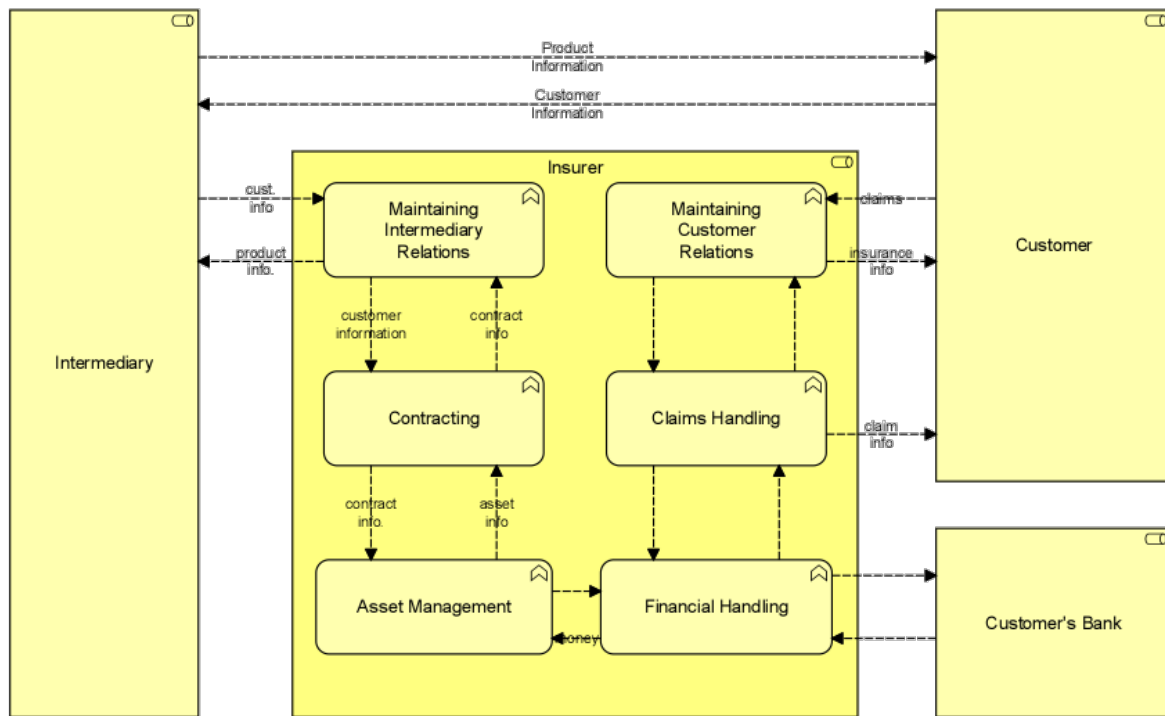 Product
Information
Customer
Information
Insurer
cust.
info
Maintaining
Intermediary
Relations
Maintaining
Customer
Relations
claims
product
info.
insurance
info
Customer
customer
information
contract
info
Intermediary
Contracting
Claims Handling
claim
info
contract
info.
asset
info
Asset Management
Financial Handling
money
Customer's Bank